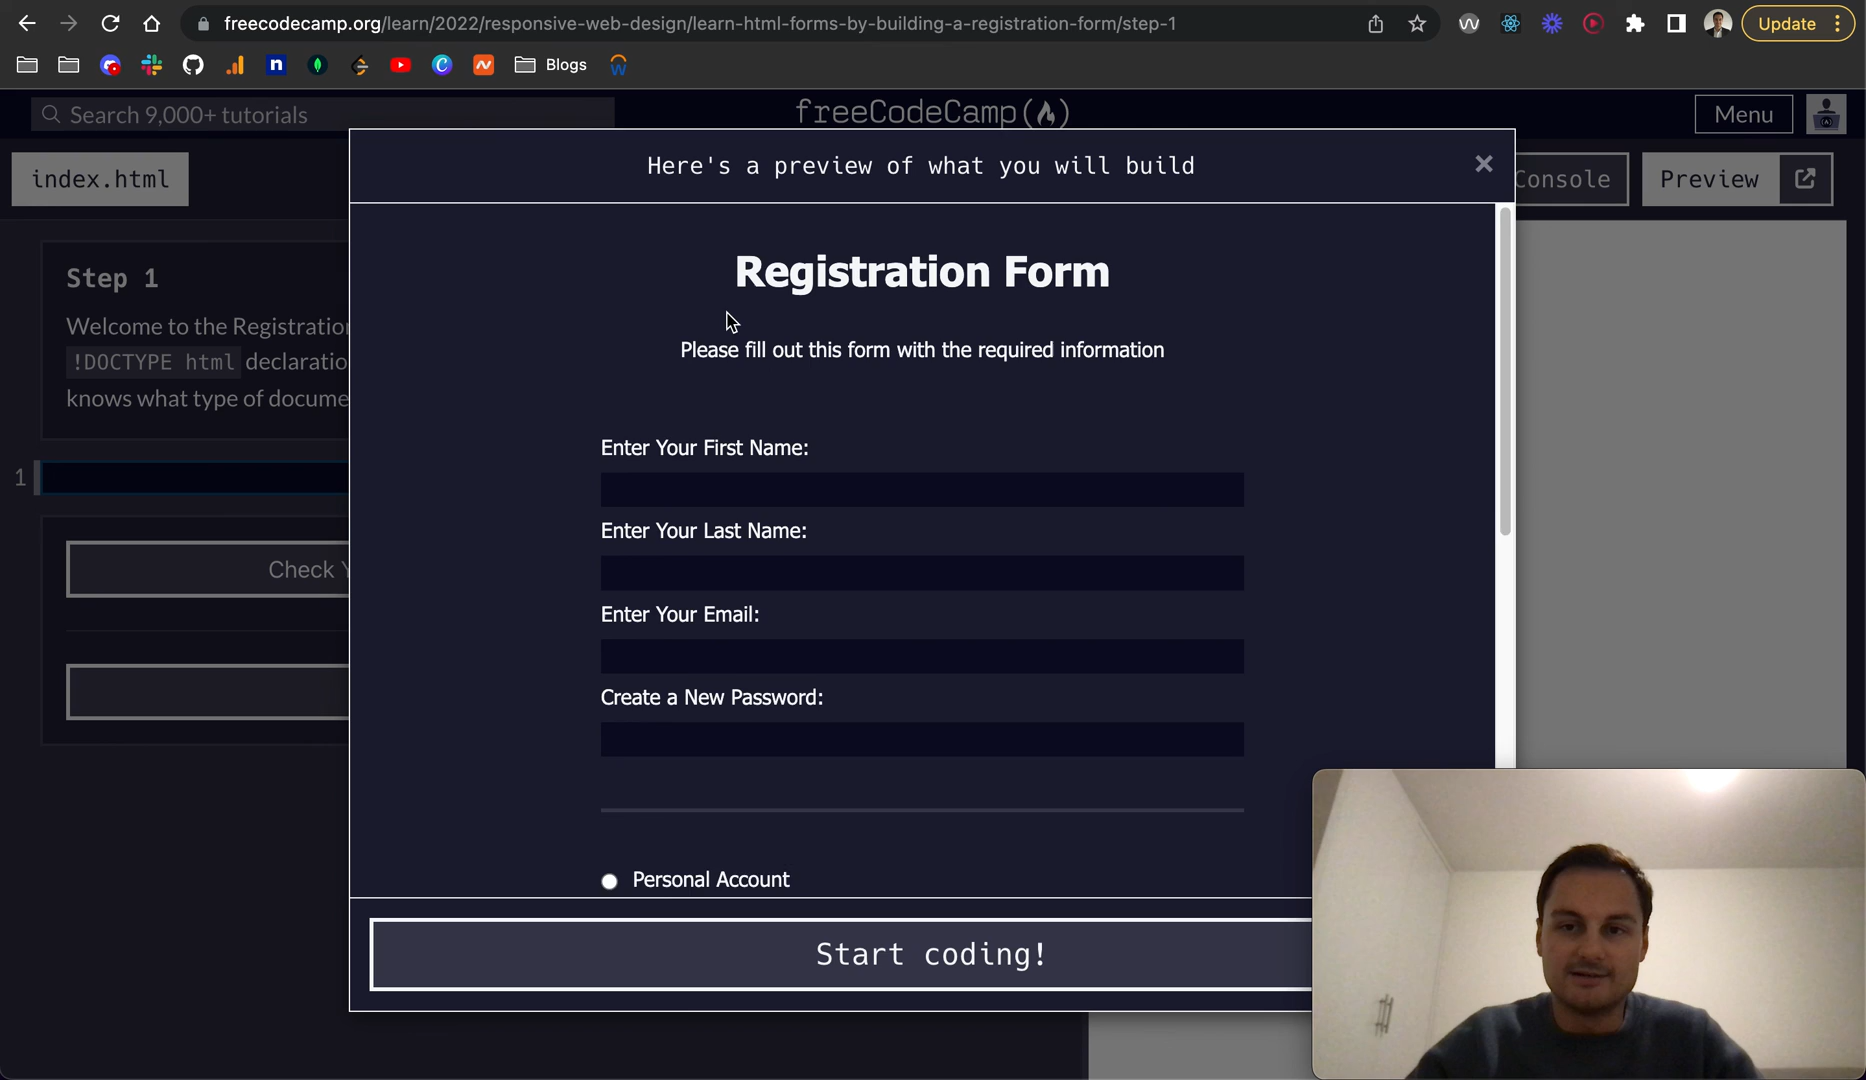 freecodecamp.org/learn/2022/responsive-web-design/learn-html-forms-by-building-a-registration-form/step-1
Update
Blogs
Search 9,000+ tutorials
freeCodeCamp
Menu
index.html
Console
Preview
Here's a preview of what you will build
Step 1
Welcome to the Registration
!DOCTYPE html declaratio
knows what type of docume
1
Check Y
Registration Form
Please fill out this form with the required information
Enter Your First Name:
Enter Your Last Name:
Enter Your Email:
Create a New Password:
Personal Account
Start coding!